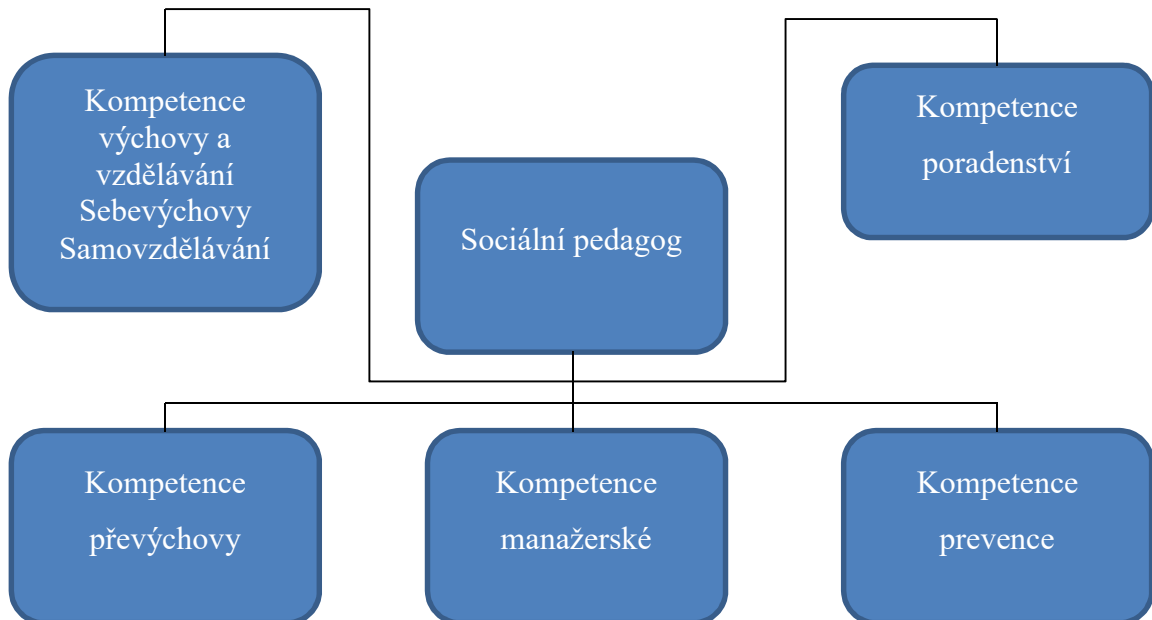 Kompetence
výchovy a
vzdělávání
Sebevýchovy
Samovzdělávání
Kompetence
poradenství
Sociální pedagog
Kompetence
převýchovy
Kompetence
manažerské
Kompetence
prevence